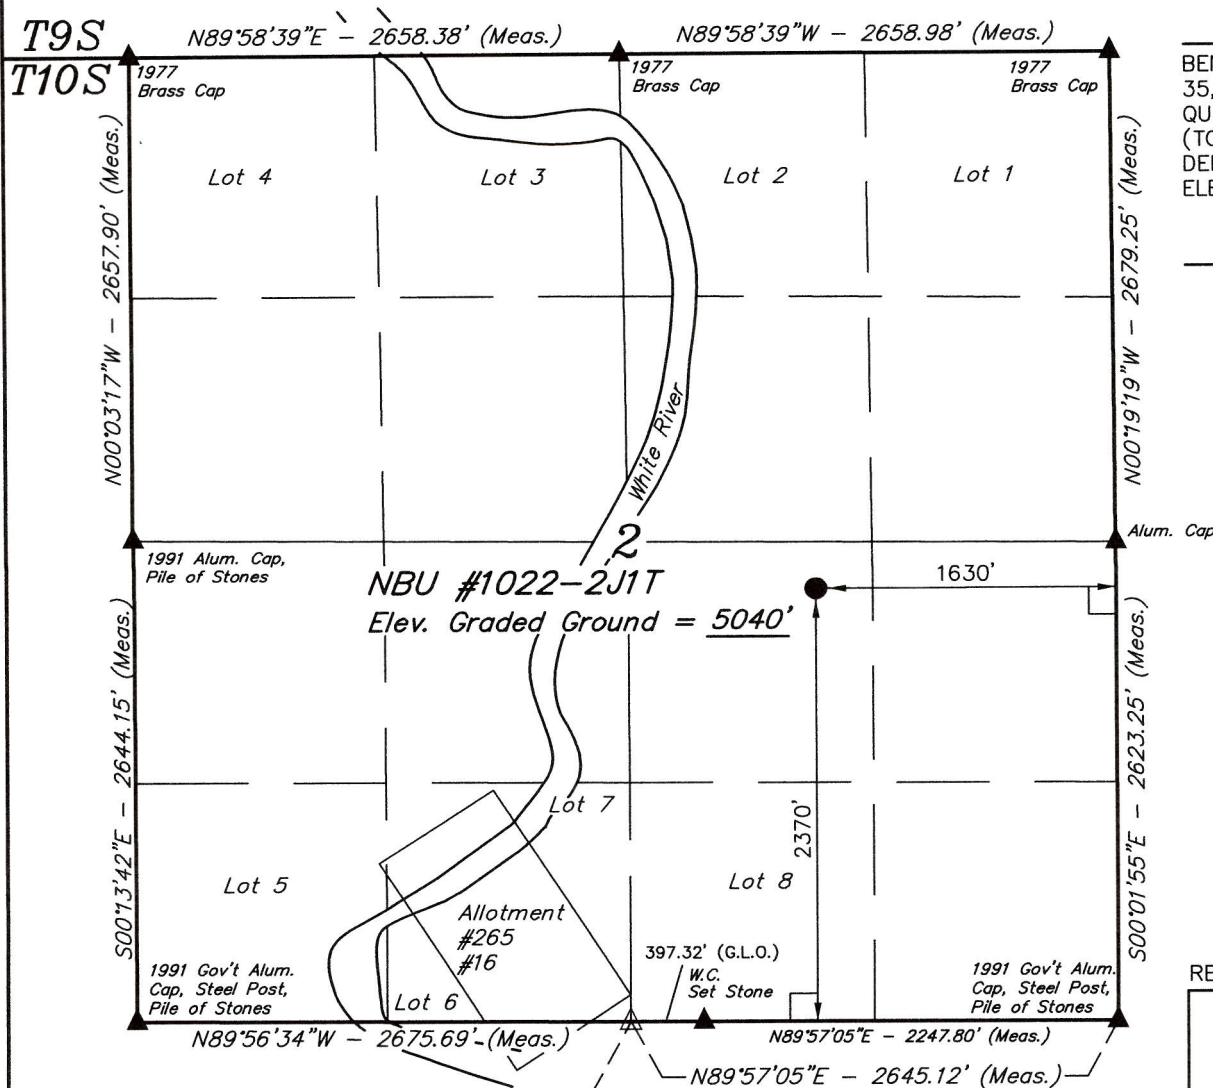 T9S
T10S
N89°58'39"E - 2658.38' (Meas.)
N89°58'39"W - 2658.98' (Meas.)
1977
Brass Cap
1977
Brass Cap
1977
Brass Cap
Lot 4
Lot 3
Lot 2
Lot 1
N00°03'17"W - 2657.90' (Meas.)
N00°19'19"W - 2679.25' (Meas.)
White River
2
1991 Alum. Cap,
Pile of Stones
Alum. Cap
NBU #1022-2J1T
Elev. Graded Ground = 5040'
1630'
2370'
S00°13'42"E - 2644.15' (Meas.)
S00°01'55"E - 2623.25' (Meas.)
Lot 7
Lot 5
Lot 8
Allotment
#265
#16
Lot 6
397.32' (G.L.O.)
W.C.
Set Stone
1991 Gov't Alum.
Cap, Steel Post,
Pile of Stones
1991 Gov't Alum.
Cap, Steel Post,
Pile of Stones
N89°56'34"W - 2675.69' (Meas.)
N89°57'05"E - 2247.80' (Meas.)
N89°57'05"E - 2645.12' (Meas.)
35,
QU
(TO
ELE
RE